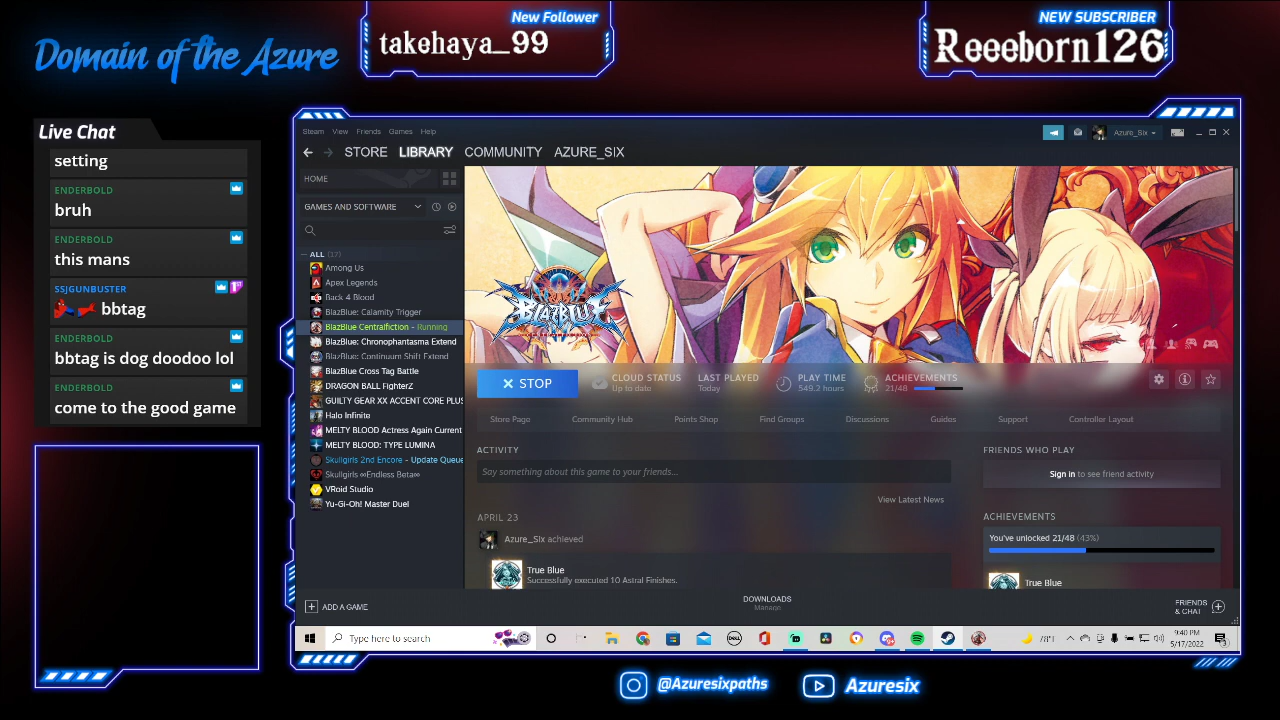 Domain of the Azure
New Follower
takehaya_99
NEW SUBSCRIBER
Reeeborn126
Live Chat
setting
ENDERBOLD
bruh
ENDERBOLD
this mans
SSJGUNBUSTER
bbtag
ENDERBOLD
bbtag is dog doodoo lol
ENDERBOLD
come to the good game
Steam View Friends Games Help
Azure_Six
STORE LIBRARY COMMUNITY AZURE_SIX
HOME
GAMES AND SOFTWARE
ALL (17)
Among Us
Apex Legends
Back 4 Blood
BlazBlue: Calamity Trigger
BlazBlue Centralfiction - Running
BlazBlue: Chronophantasma Extend
BlazBlue: Continuum Shift Extend
BlazBlue Cross Tag Battle
DRAGON BALL FighterZ
GUILTY GEAR XX ACCENT CORE PLUS
Halo Infinite
MELTY BLOOD Actress Again Current
MELTY BLOOD: TYPE LUMINA
Skullgirls 2nd Encore - Update Queue
Skullgirls ∞Endless Beta∞
VRoid Studio
Yu-Gi-Oh! Master Duel
BLAZBLUE
STOP
CLOUD STATUS
Up to date
LAST PLAYED
Today
PLAY TIME
549.2 hours
ACHIEVEMENTS
21/48
Store Page Community Hub Points Shop Find Groups Discussions Guides Support Controller Layout
ACTIVITY
Say something about this game to your friends...
View Latest News
APRIL 23
Azure_Six achieved
True Blue
Successfully executed 10 Astral Finishes.
FRIENDS WHO PLAY
Sign in to see friend activity
ACHIEVEMENTS
You've unlocked 21/48 (43%)
True Blue
ADD A GAME
DOWNLOADS
Manage
FRIENDS
& CHAT
Type here to search
DELL
78°F
9:40 PM
5/17/2022
@Azuresixpaths
Azuresix